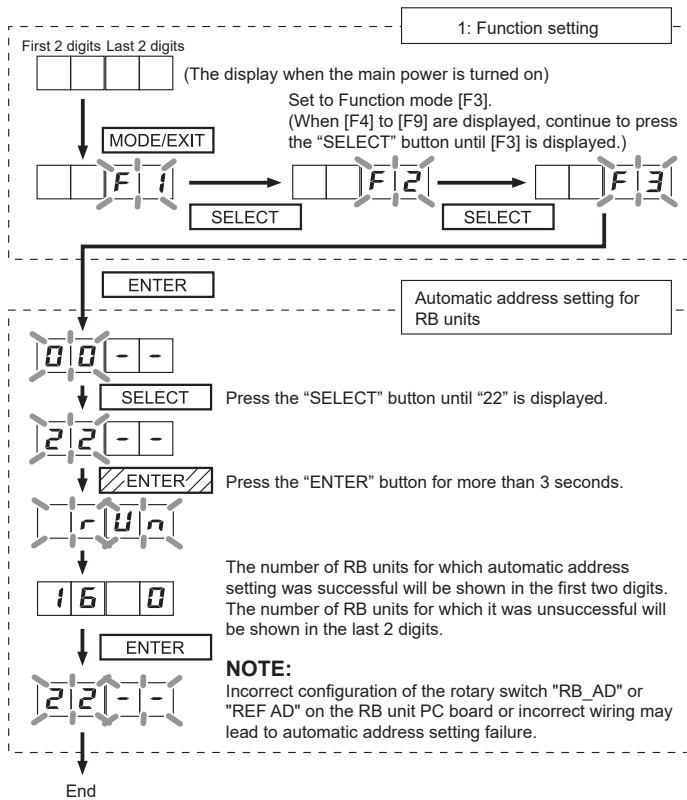 1: Function setting
First 2 digits Last 2 digits
(The display when the main power is turned on)
Set to Function mode [F3].
(When [F4] to [F9] are displayed, continue to press
the “SELECT” button until [F3] is displayed.)
MODE/EXIT
F 1
F 2
F 3
SELECT
SELECT
ENTER
Automatic address setting for
RB units
0 0 - -
SELECT
Press the “SELECT” button until “22” is displayed.
2 2 - -
ENTER
Press the “ENTER” button for more than 3 seconds.
r U n
The number of RB units for which automatic address
setting was successful will be shown in the first two digits.
The number of RB units for which it was unsuccessful will
be shown in the last 2 digits.
1 6 0
ENTER
NOTE:
Incorrect configuration of the rotary switch "RB_AD" or
"REF AD" on the RB unit PC board or incorrect wiring may
lead to automatic address setting failure.
2 2 - -
End